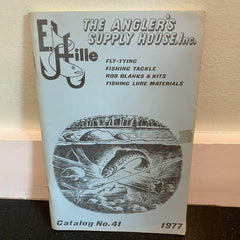 E Hille
THE ANGLER'S
SUPPLY HOUSE, Inc.
FLY-TYING
FISHING TACKLE
ROD BLANKS & KITS
FISHING LURE MATERIALS
Catalog No. 41 1977